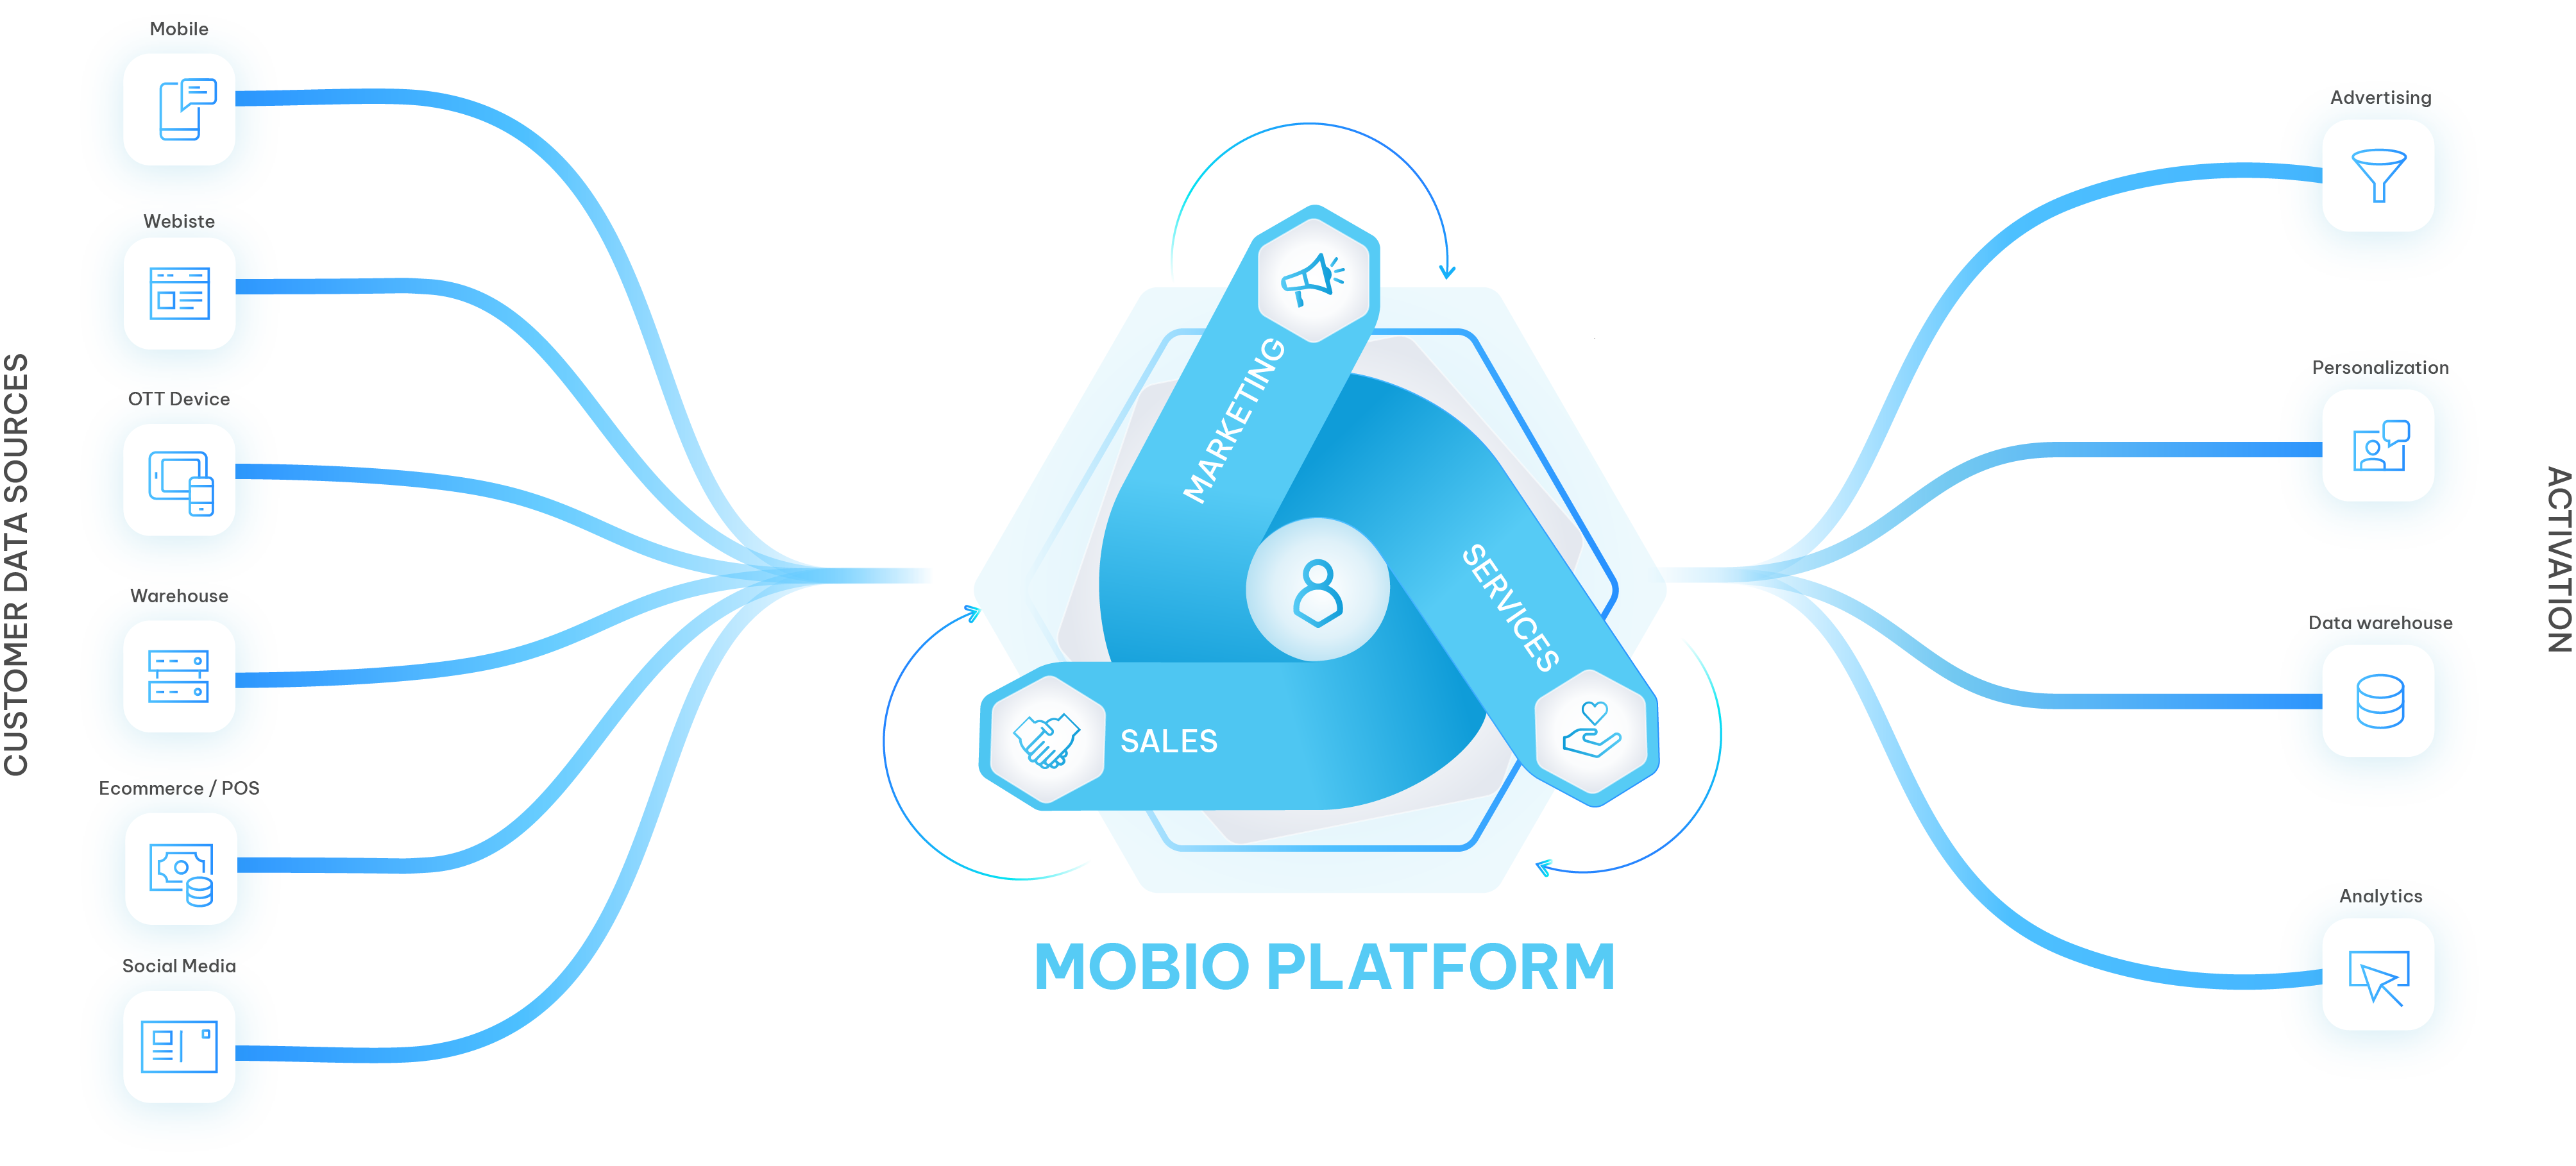 CUSTOMER DATA SOURCES
Mobile
Webiste
OTT Device
Warehouse
Ecommerce / POS
Social Media
MARKETING
SERVICES
SALES
MOBIO PLATFORM
Advertising
Personalization
Data warehouse
Analytics
ACTIVATION